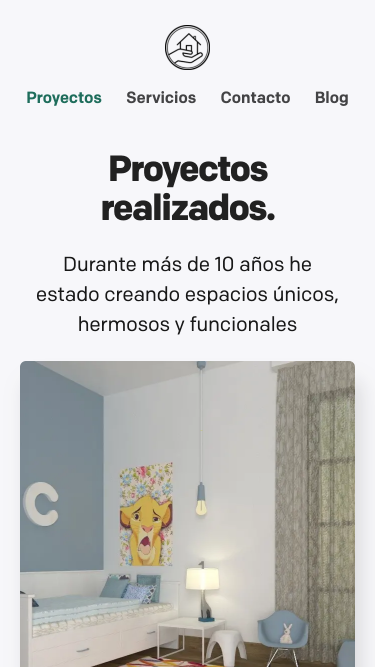 Proyectos Servicios Contacto Blog
Proyectos
realizados.
Durante más de 10 años he
estado creando espacios únicos,
hermosos y funcionales
C